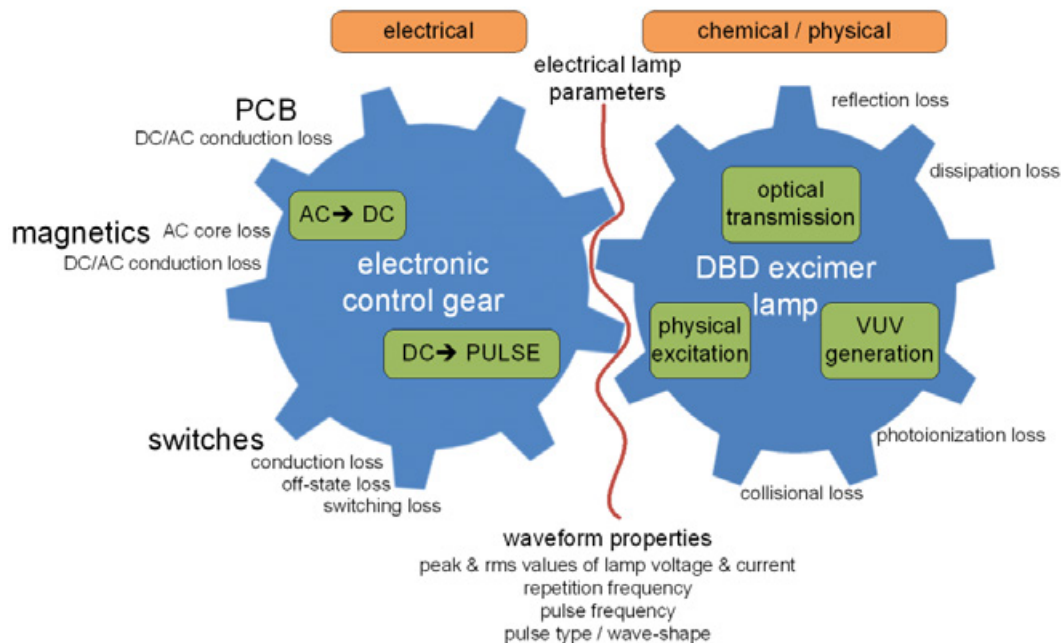 electrical
chemical / physical
electrical lamp
parameters
PCB
DC/AC conduction loss
AC➔ DC
magnetics AC core loss
DC/AC conduction loss
electronic
control gear
DC➔ PULSE
switches
conduction loss
off-state loss
switching loss
reflection loss
dissipation loss
optical
transmission
DBD excimer
lamp
physical
excitation
VUV
generation
photoionization loss
collisional loss
waveform properties
peak & rms values of lamp voltage & current
repetition frequency
pulse frequency
pulse type / wave-shape